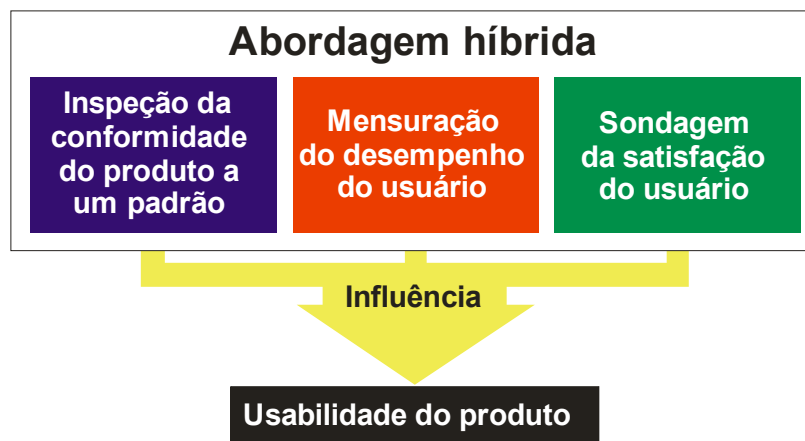 Abordagem híbrida
Inspeção da
conformidade
do produto a
um padrão
Mensuração
do desempenho
do usuário
Sondagem
da satisfação
do usuário
Influência
Usabilidade do produto